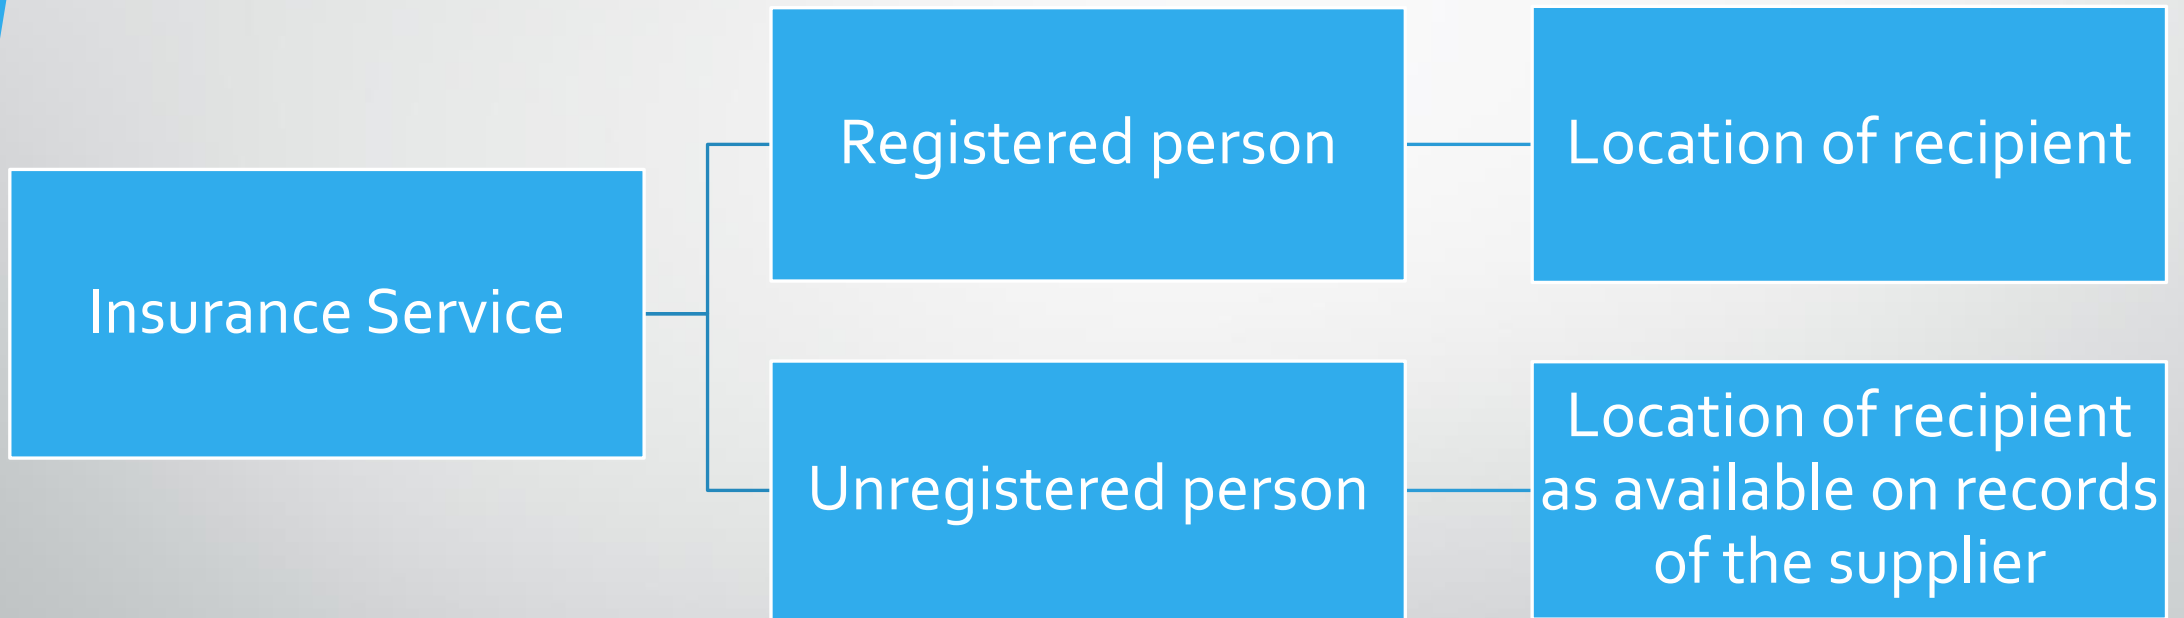 Insurance Service
Registered person
Location of recipient
Unregistered person
Location of recipient
as available on records
of the supplier